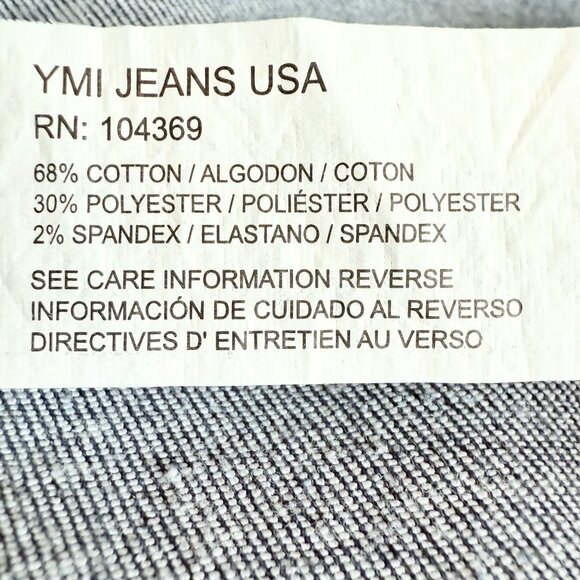 YMI JEANS USA
RN: 104369
68% COTTON / ALGODON / COTON
30% POLYESTER / POLIÉSTER / POLYESTER
2% SPANDEX / ELASTANO / SPANDEX
SEE CARE INFORMATION REVERSE
INFORMACIÓN DE CUIDADO AL REVERSO
DIRECTIVES D' ENTRETIEN AU VERSO